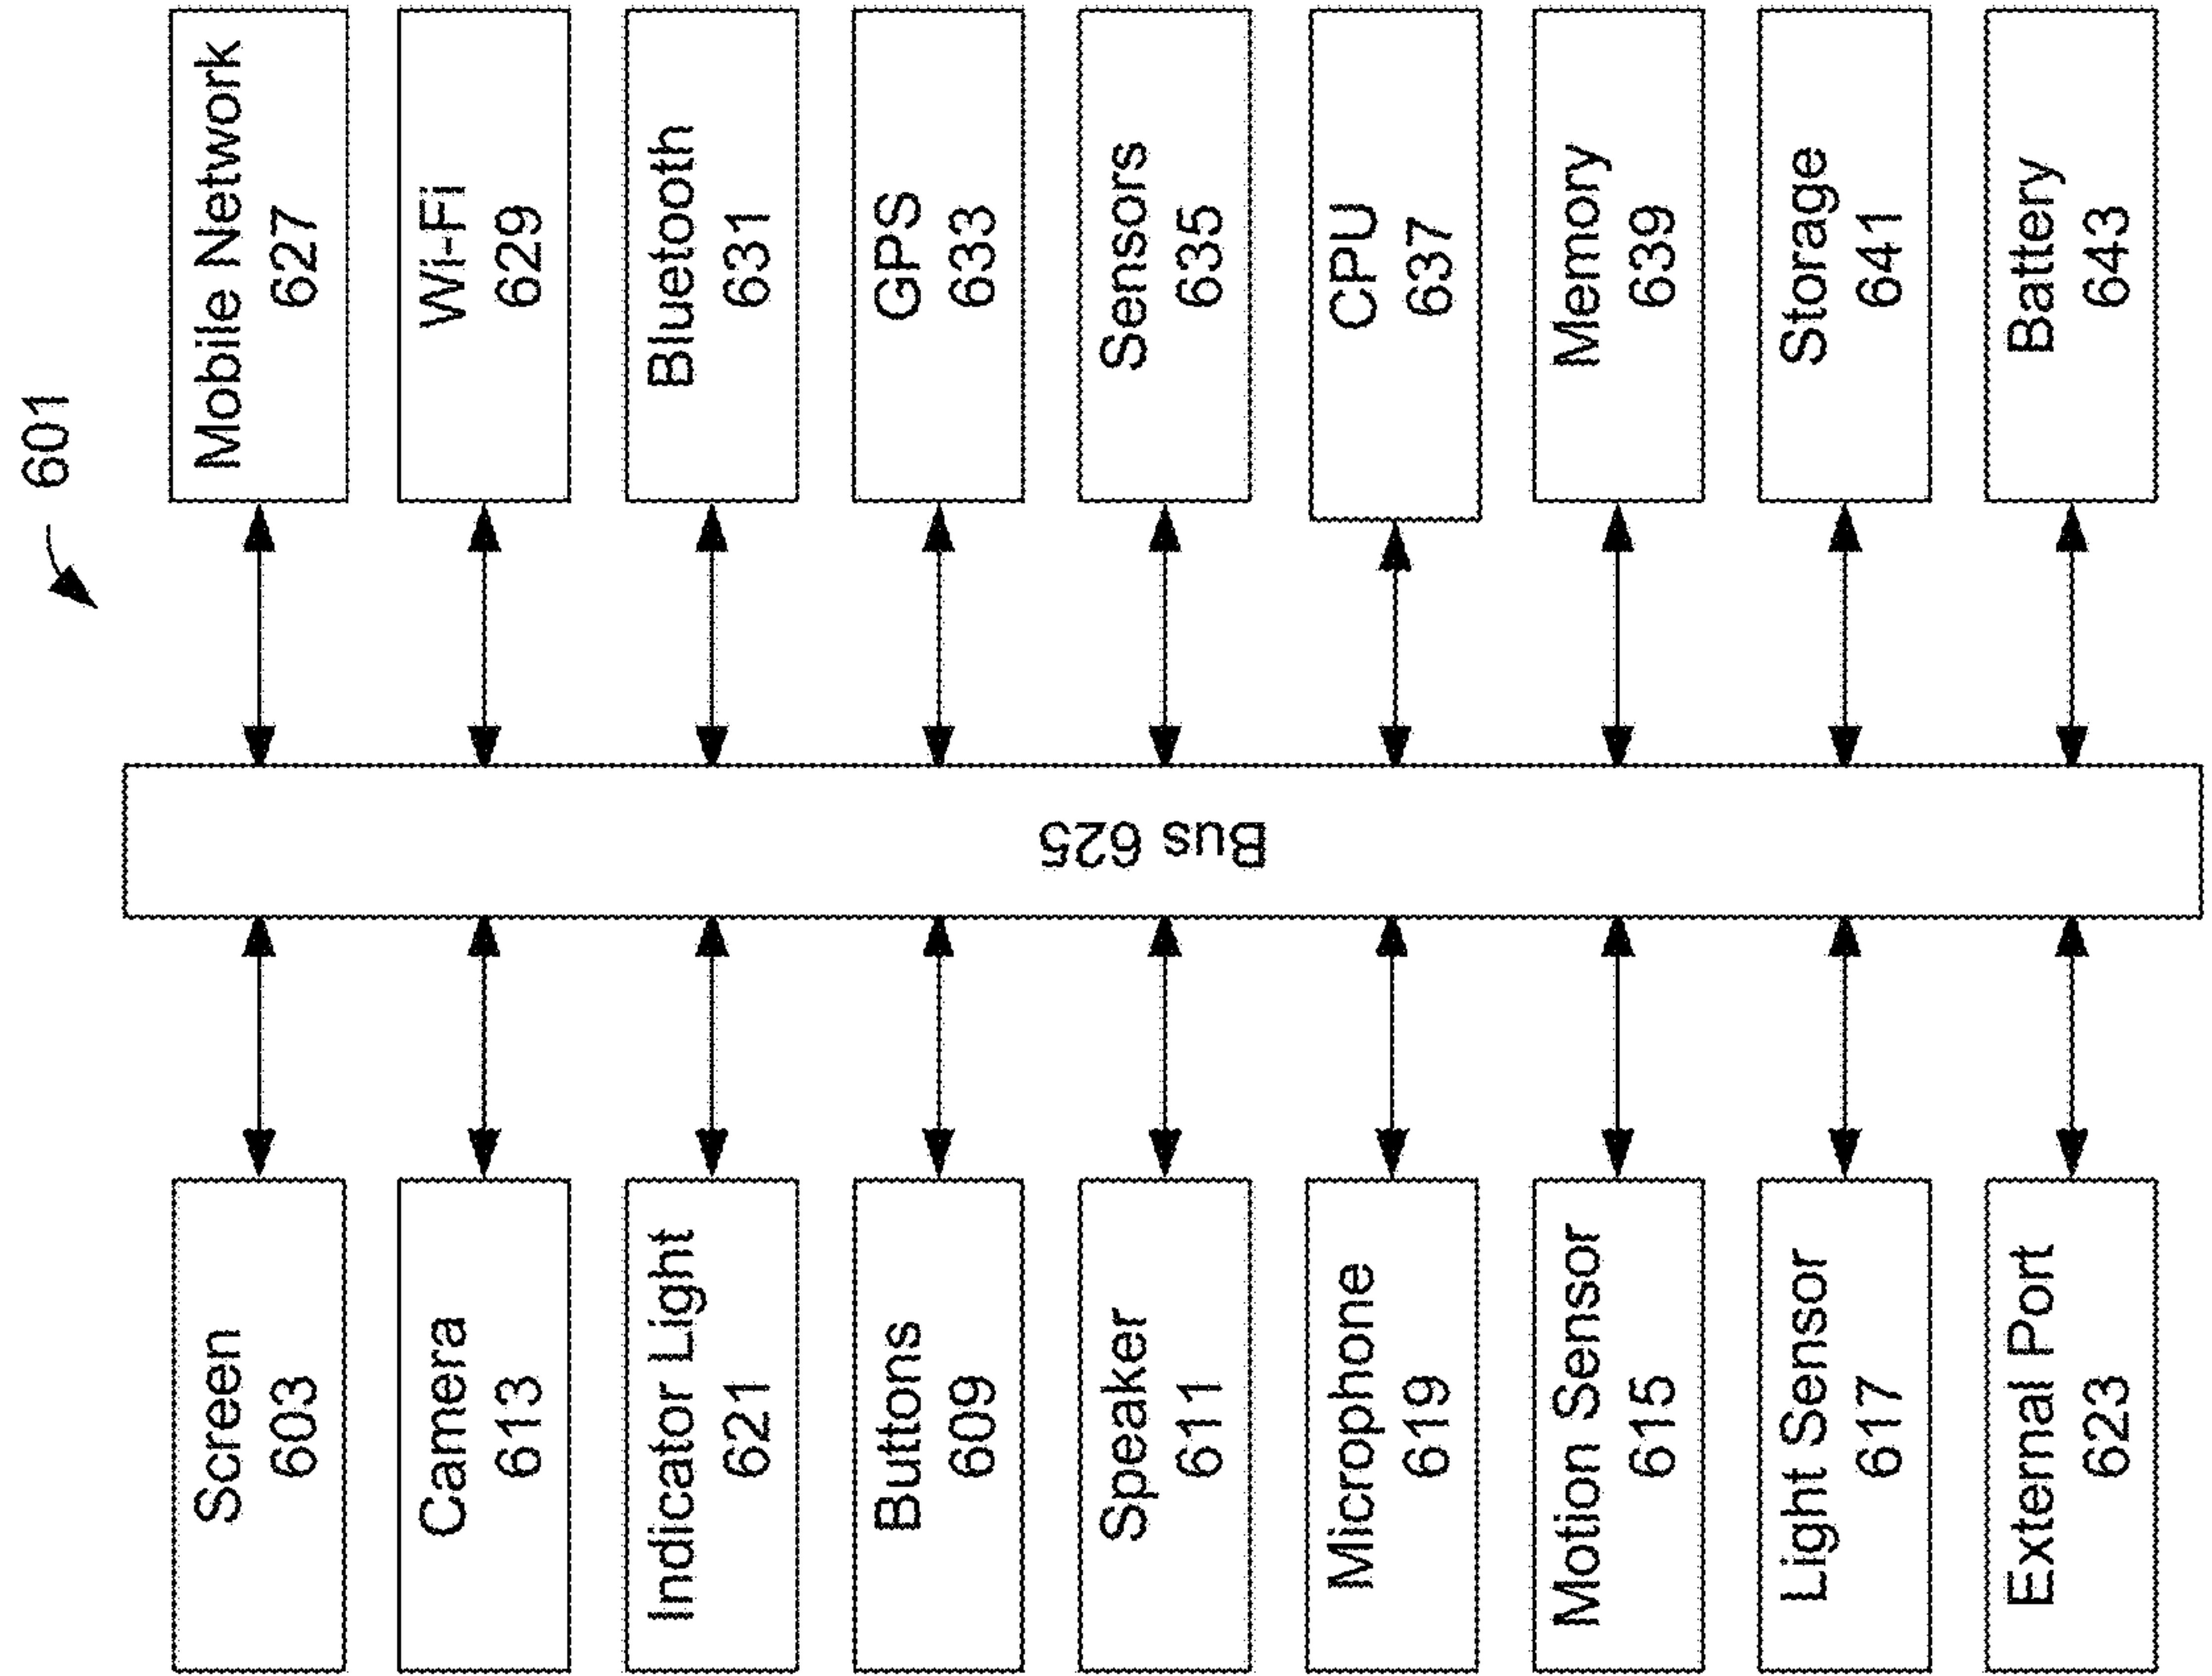 601
Screen
603
Camera
613
Indicator Light
621
Buttons
609
Speaker
611
Microphone
619
Motion Sensor
615
Light Sensor
617
External Port
623
Bus 625
Mobile Network
627
Wi-Fi
629
Bluetooth
631
GPS
633
Sensors
635
CPU
637
Memory
639
Storage
641
Battery
643